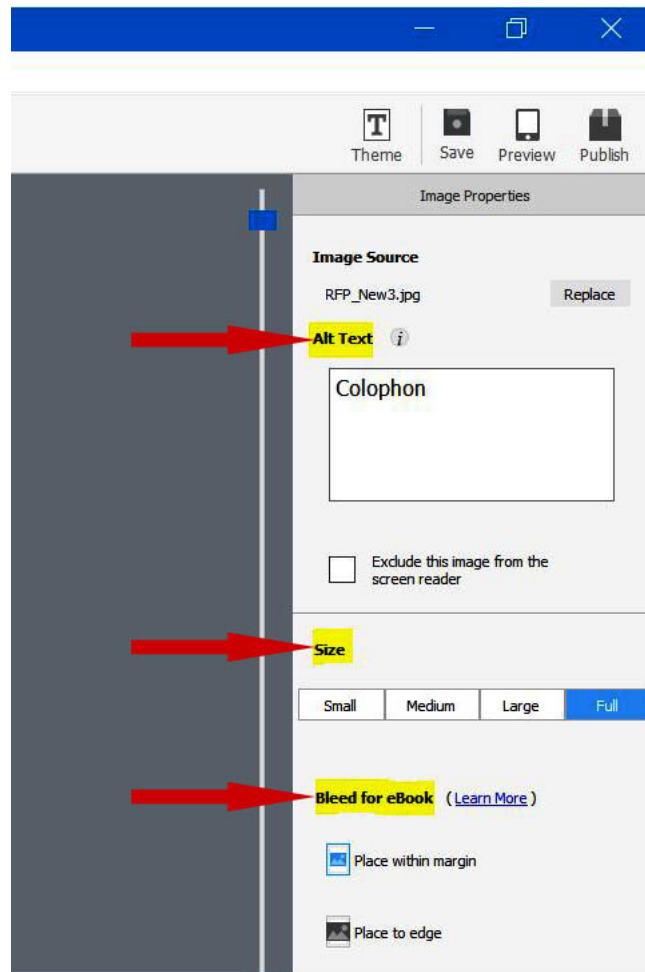 Theme Save Preview Publish
Image Properties
Image Source
RFP_New3.jpg Replace
Alt Text i
Colophon
Exclude this image from the
screen reader
Size
Small Medium Large Full
Bleed for eBook (Learn More)
Place within margin
Place to edge